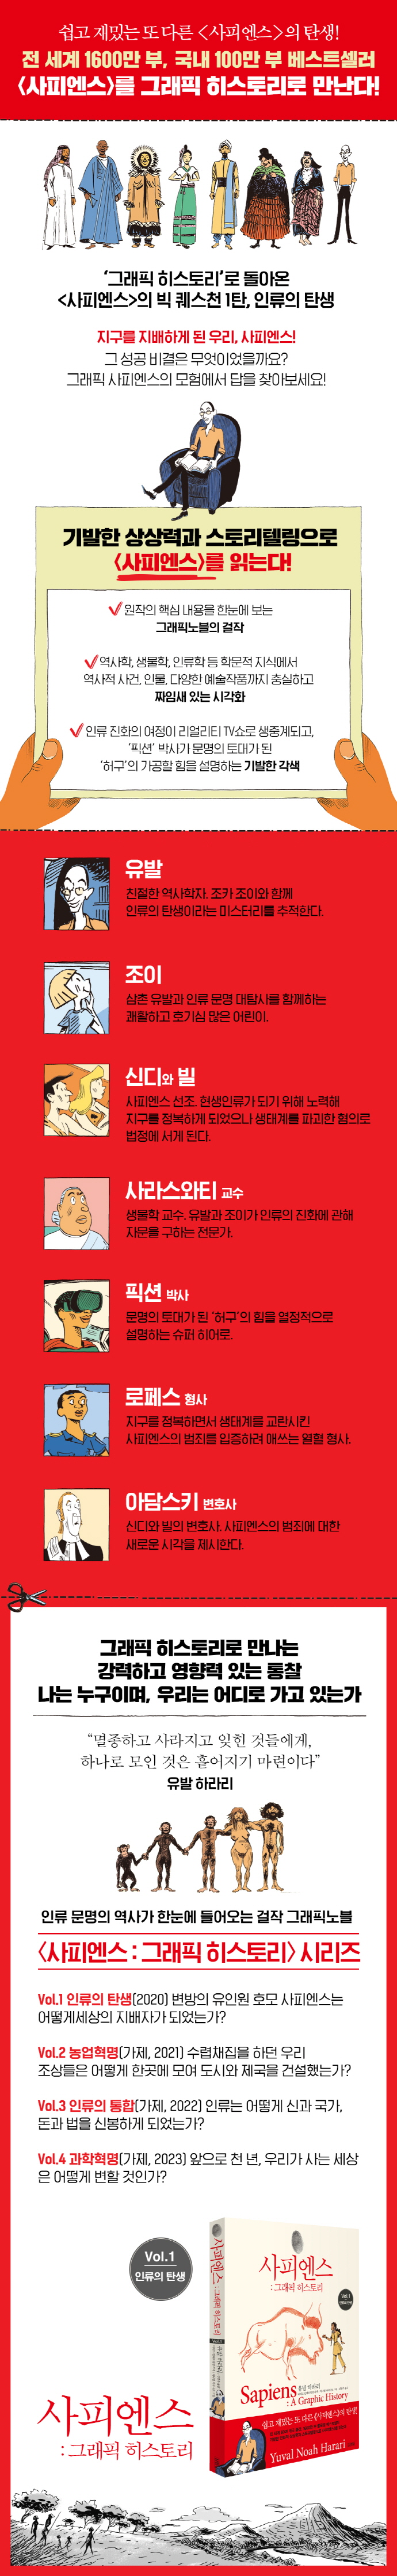 쉽고 재밌는 또 다른 <사피엔스>의 탄생!
전 세계 1600만 부, 국내 100만 부 베스트셀러
<사피엔스>를 그래픽 히스토리로 만난다!
'그래픽 히스토리'로 돌아온
<사피엔스>의 빅 퀘스천 1탄, 인류의 탄생
지구를 지배하게 된 우리, 사피엔스!
그 성공 비결은 무엇이었을까요?
그래픽 사피엔스의 모험에서 답을 찾아보세요!
기발한 상상력과 스토리텔링으로
<사피엔스>를 읽는다!
원작의 핵심 내용을 한눈에 보는
그래픽노블의 걸작
역사학, 생물학, 인류학 등 학문적 지식에서
역사적 사건, 인물, 다양한 예술작품까지 충실하고
짜임새 있는 시각화
인류 진화의 여정이 리얼리티 TV쇼로 생중계되고,
'픽션' 박사가 문명의 토대가 된
'허구'의 가공할 힘을 설명하는 기발한 각색
유발
친절한 역사학자. 조카 조이와 함께
인류의 탄생이라는 미스터리를 추적한다.
조이
삼촌 유발과 인류 문명 대탐사를 함께하는
쾌활하고 호기심 많은 어린이.
신디와 빌
사피엔스 선조. 현생인류가 되기 위해 노력해
지구를 정복하게 되었으나 생태계를 파괴한 혐의로
법정에 서게 된다.
사라스와티 교수
생물학 교수. 유발과 조이가 인류의 진화에 관해
자문을 구하는 전문가.
픽션 박사
문명의 토대가 된 '허구'의 힘을 열정적으로
설명하는 슈퍼 히어로.
로페스 형사
지구를 정복하면서 생태계를 교란시킨
사피엔스의 범죄를 입증하려 애쓰는 열혈 형사.
아담스키 변호사
신디와 빌의 변호사. 사피엔스의 범죄에 대한
새로운 시각을 제시한다.
그래픽 히스토리로 만나는
강력하고 영향력 있는 통찰
나는 누구이며, 우리는 어디로 가고 있는가
“멸종하고 사라지고 잊힌 것들에게,
하나로 모인 것은 흩어지기 마련이다”
유발 하라리
인류 문명의 역사가 한눈에 들어오는 걸작 그래픽노블
<사피엔스 : 그래픽 히스토리> 시리즈
Vol.1 인류의 탄생(2020) 변방의 유인원 호모 사피엔스는
어떻게세상의 지배자가 되었는가?
Vol.2 농업혁명(가제, 2021) 수렵채집을 하던 우리
조상들은 어떻게 한곳에 모여 도시와 제국을 건설했는가?
Vol.3 인류의 통합(가제, 2022) 인류는 어떻게 신과 국가,
돈과 법을 신봉하게 되었는가?
Vol.4 과학혁명(가제, 2023) 앞으로 천 년, 우리가 사는 세상
은 어떻게 변할 것인가?
Vol.1
인류의 탄생
사피엔스
: 그래픽 히스토리
사피엔스
: 그래픽 히스토리
Vol.1
사피엔스
: 그래픽 히스토리
유발 하라리
Sapiens
: A Graphic History
쉽고 재밌는 또 다른 <사피엔스>의 탄생!
Yuval Noah Harari